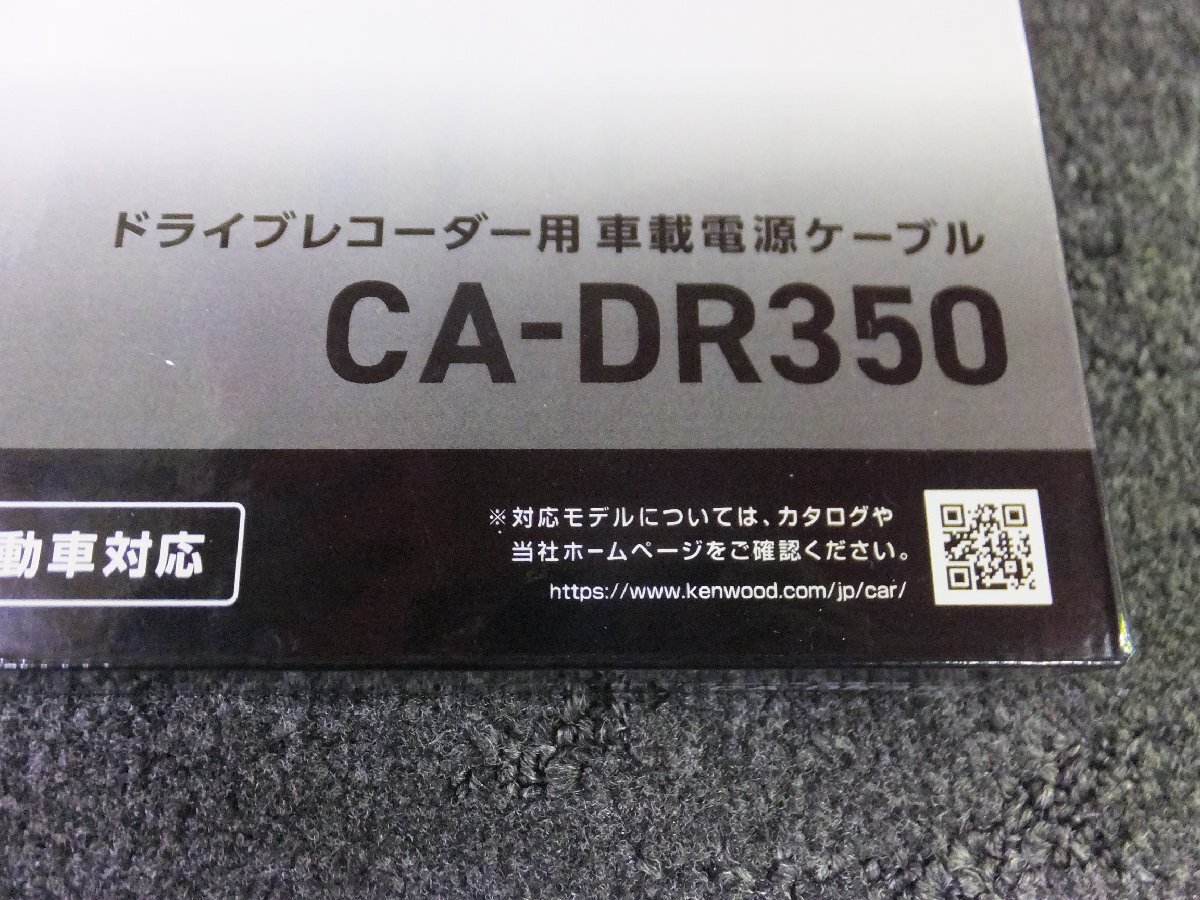 ドライブレコーダー用 車載電源ケーブル
CA-DR350
動車対応
※対応モデルについては、カタログや
当社ホームページをご確認ください。
https://www.kenwood.com/jp/car/